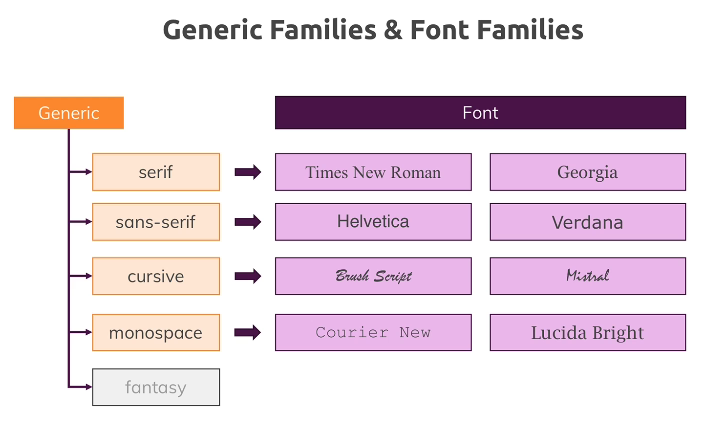 Generic Families & Font Families
Generic
Font
serif
Times New Roman
Georgia
sans-serif
Helvetica
Verdana
cursive
Brush Script
Mistral
monospace
Courier New
Lucida Bright
fantasy